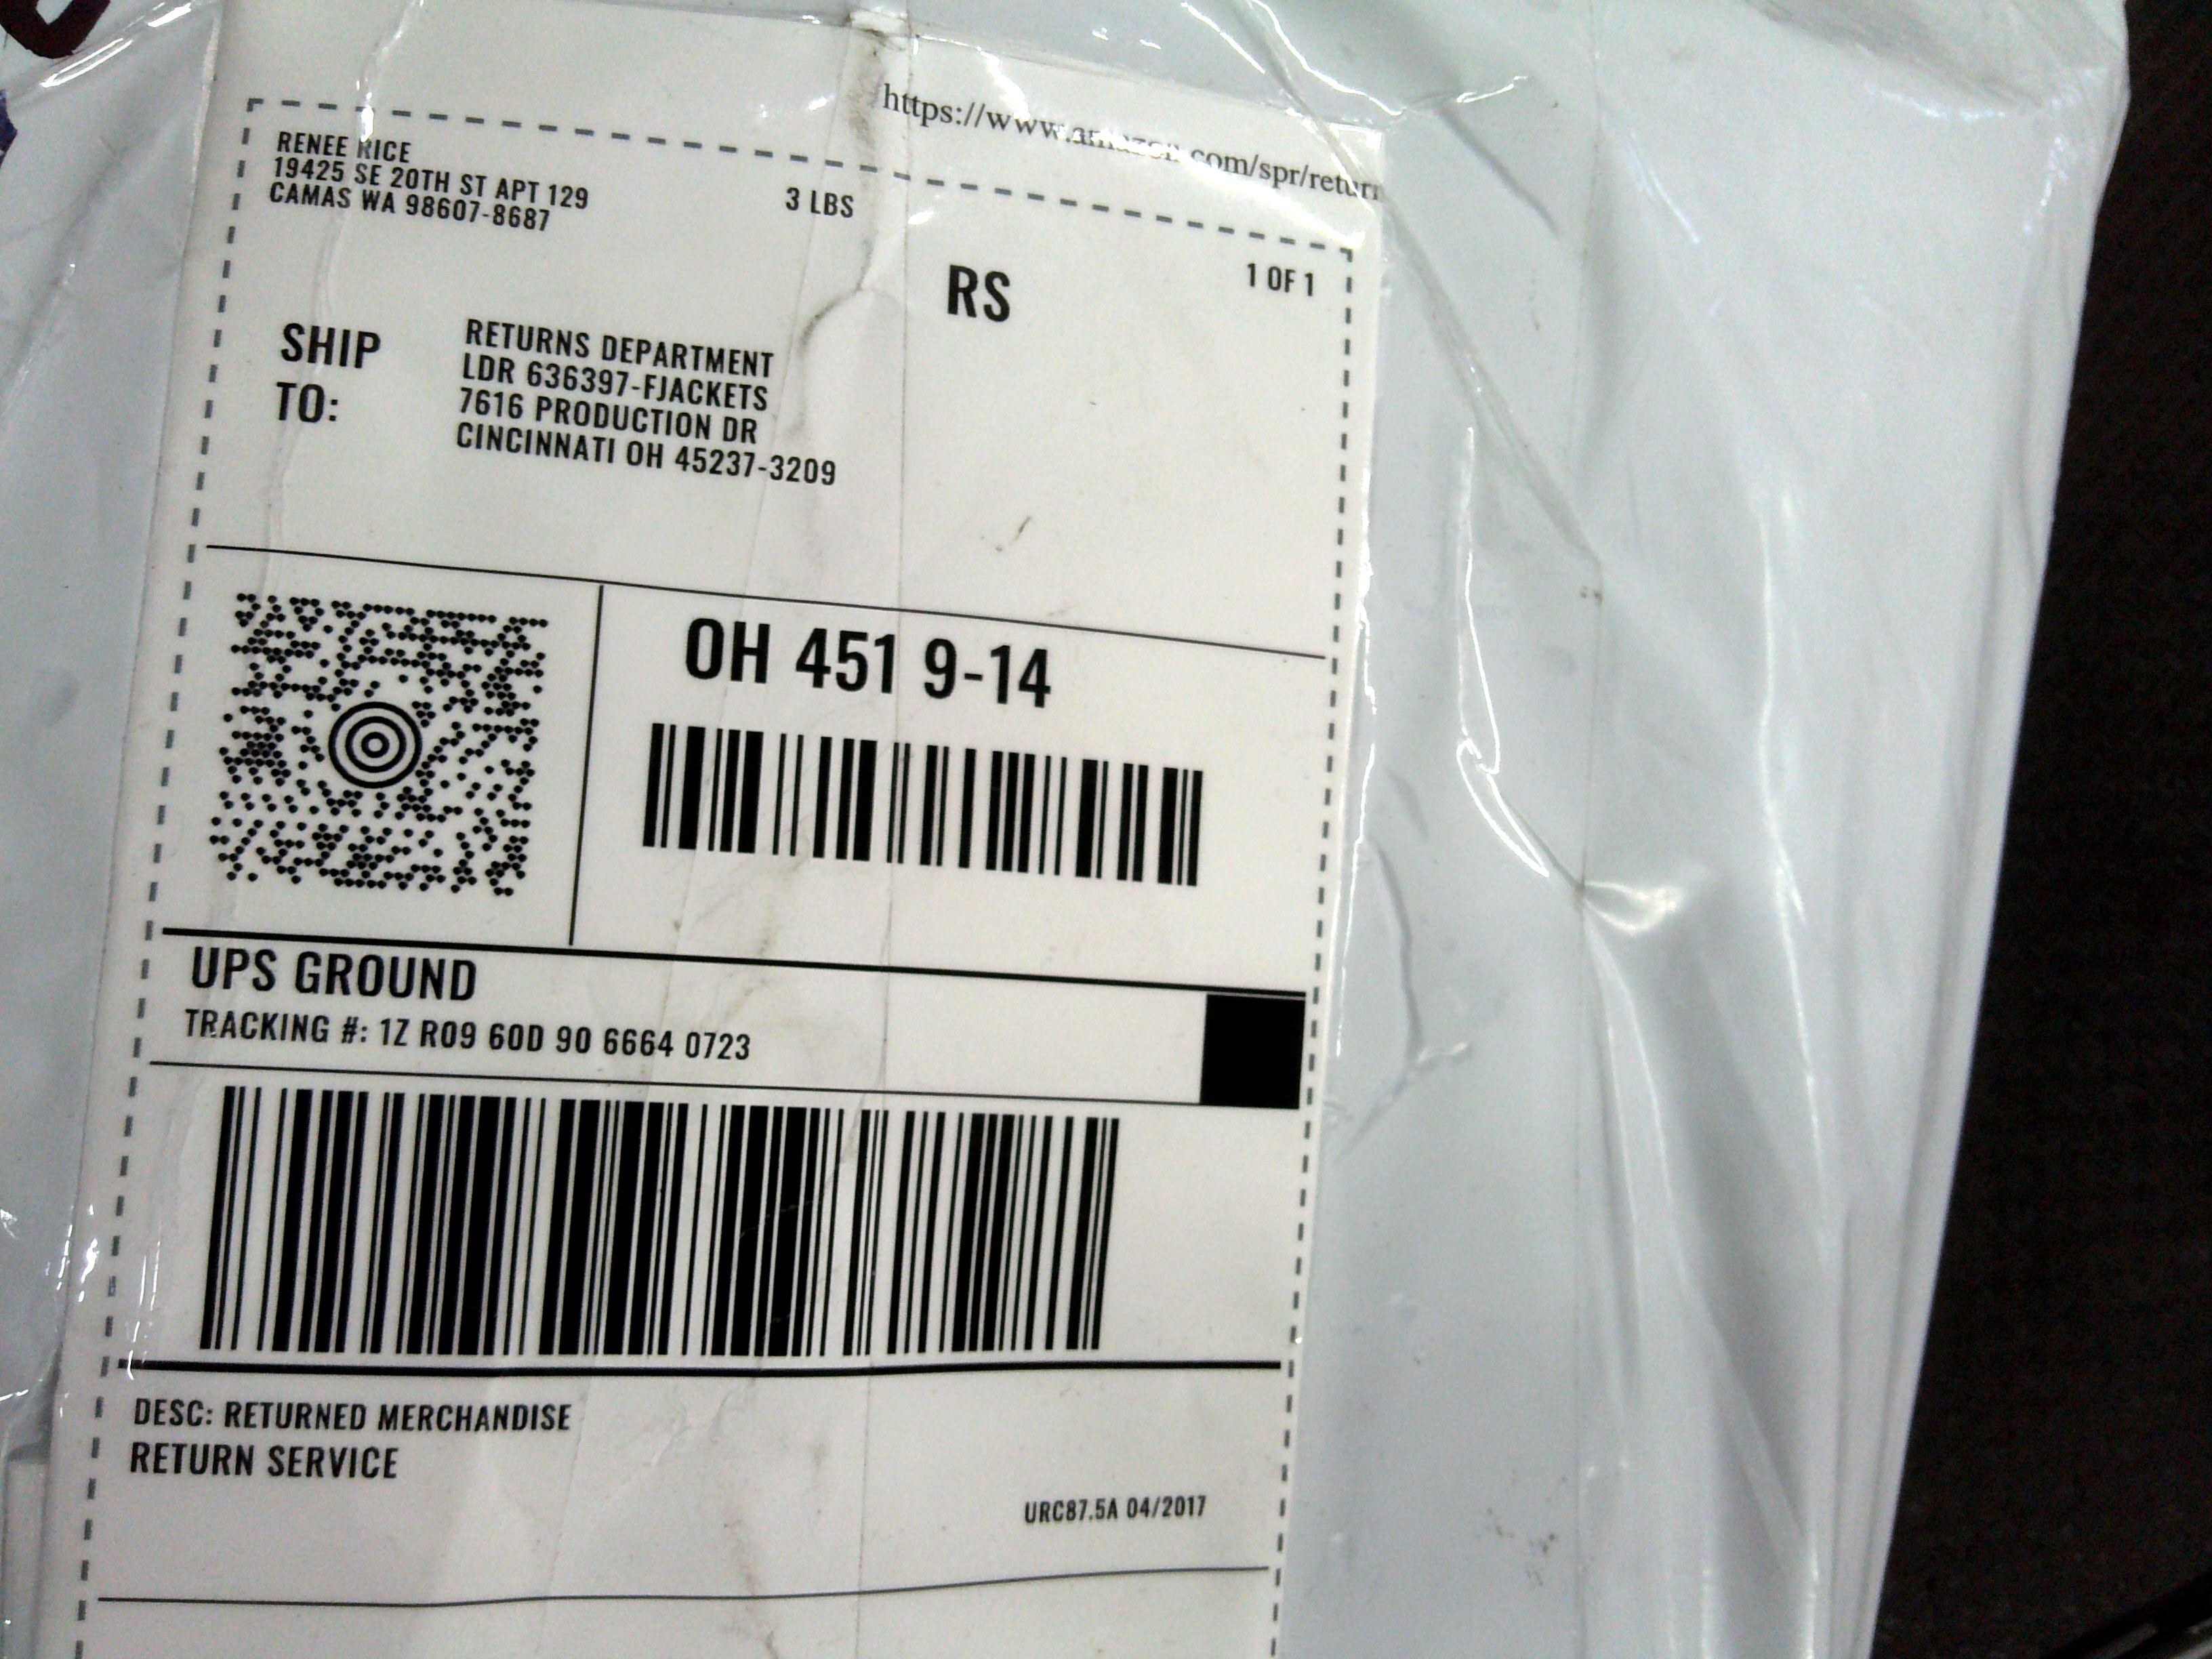 https://www.amazon.com/spr/return
RENEE RICE
19425 SE 20TH ST APT 129
CAMAS WA 98607-8687
3 LBS
RS
1 OF 1
SHIP
TO:
RETURNS DEPARTMENT
LDR 636397-FJACKETS
7616 PRODUCTION DR
CINCINNATI OH 45237-3209
OH 451 9-14
UPS GROUND
TRACKING #: 1Z R09 60D 90 6664 0723
DESC: RETURNED MERCHANDISE
RETURN SERVICE
URC87.5A 04/2017